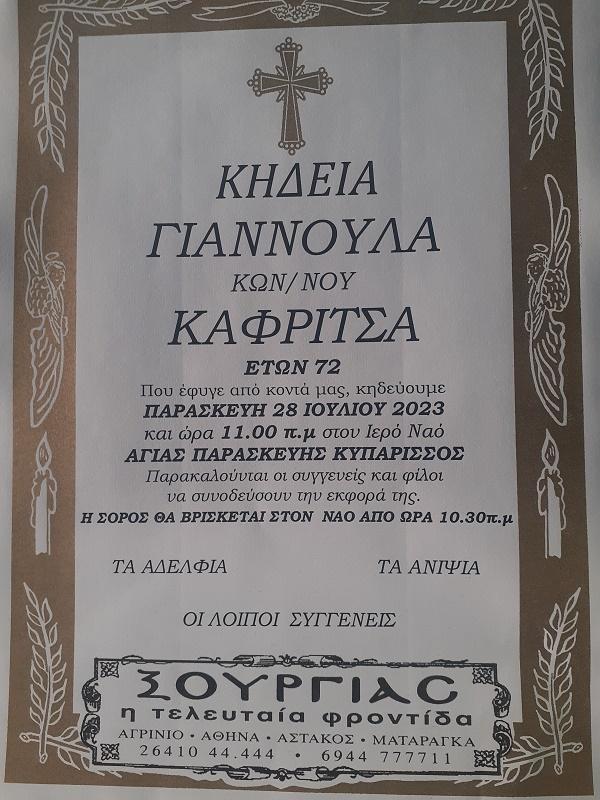 ΚΗΔΕΙΑ
ΓΙΑΝΝΟΥΛΑ
ΚΩΝ/ΝΟΥ
ΚΑΦΡΙΤΣΑ
ΕΤΩΝ 72
Που έφυγε από κοντά μας, κηδεύουμε
ΠΑΡΑΣΚΕΥΗ 28 ΙΟΥΛΙΟΥ 2023
και ώρα 11.00 π.μ στον Ιερό Ναό
ΑΓΙΑΣ ΠΑΡΑΣΚΕΥΗΣ ΚΥΠΑΡΙΣΣΟΣ
Παρακαλούνται οι συγγενείς και φίλοι
να συνοδεύσουν την εκφορά της.
Η ΣΟΡΟΣ ΘΑ ΒΡΙΣΚΕΤΑΙ ΣΤΟΝ ΝΑΟ ΑΠΟ ΩΡΑ 10.30π.μ
ΤΑ ΑΔΕΛΦΙΑ ΤΑ ΑΝΙΨΙΑ
ΟΙ ΛΟΙΠΟΙ ΣΥΓΓΕΝΕΙΣ
ΣΟΥΡΓΙΑC
η τελευταία φροντίδα
ΑΓΡΙΝΙΟ • ΑΘΗΝΑ • ΑΣΤΑΚΟΣ • ΜΑΤΑΡΑΓΚΑ
26410 44.444 • 6944 777711